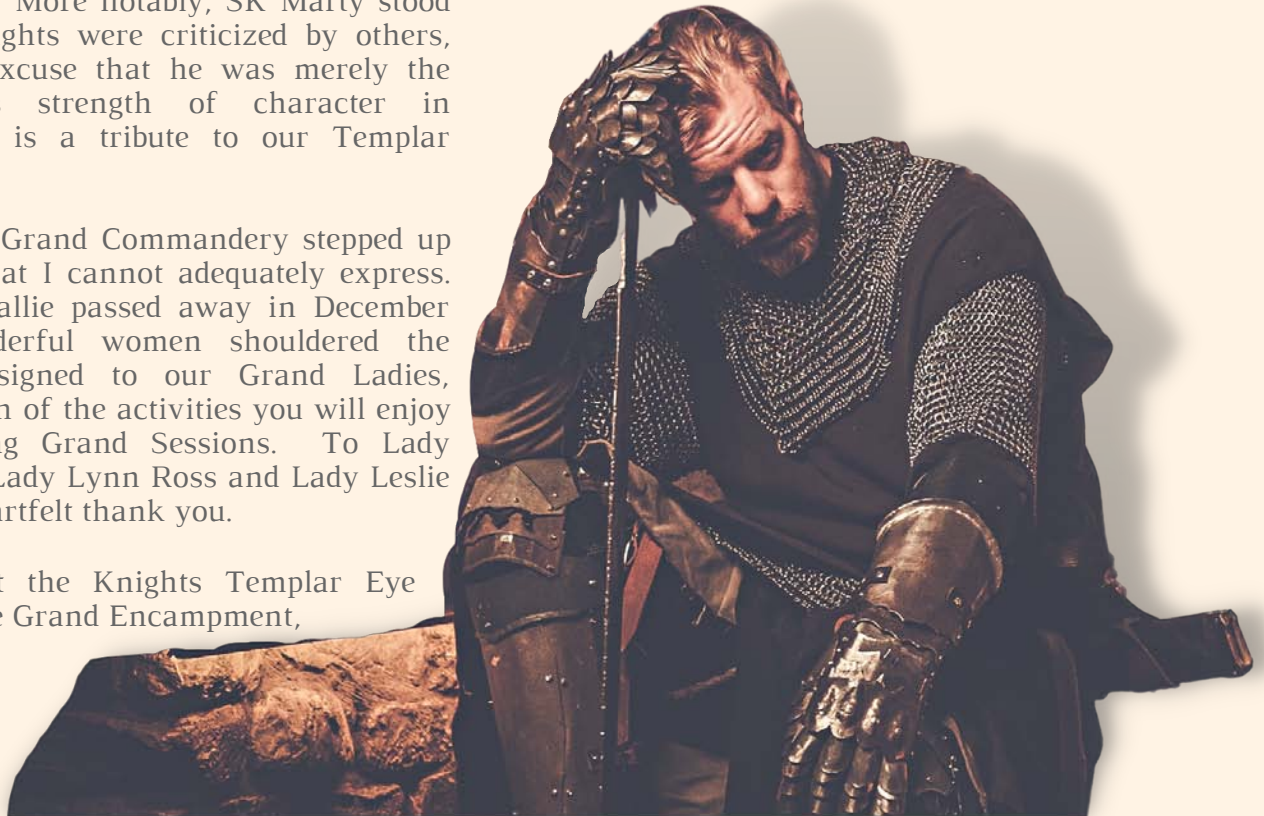 More notably, SK Marty stood
ghts were criticized by others,
xcuse that he was merely the
strength of character in
is a tribute to our Templar
Grand Commandery stepped up
at I cannot adequately express.
allie passed away in December
derful women shouldered the
signed to our Grand Ladies,
n of the activities you will enjoy
ng Grand Sessions. To Lady
Lady Lynn Ross and Lady Leslie
artfelt thank you.
t the Knights Templar Eye
e Grand Encampment,